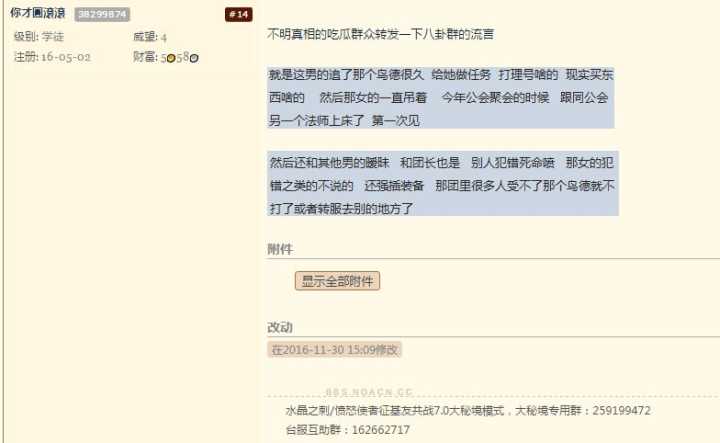 你才圓滾滾 38299874 #14
级别: 学徒 威望: 4
注册: 16-05-02 财富: 5 58
不明真相的吃瓜群众转发一下八卦群的流言
就是这男的追了那个鸟德很久 给她做任务 打理号啥的 现实买东
西啥的 然后那女的一直吊着 今年公会聚会的时候 跟同公会
另一个法师上床了 第一次见
然后还和其他男的暧昧 和团长也是 别人犯错死命喷 那女的犯
错之类的不说的 还强插装备 那团里很多人受不了那个鸟德就不
打了或者转服去别的地方了
附件
显示全部附件
改动
在2016-11-30 15:09修改
BBS.NGACN.CC
水晶之刺/愤怒使者征基友共战7.0大秘境模式，大秘境专用群：259199472
台报互助群：162662717